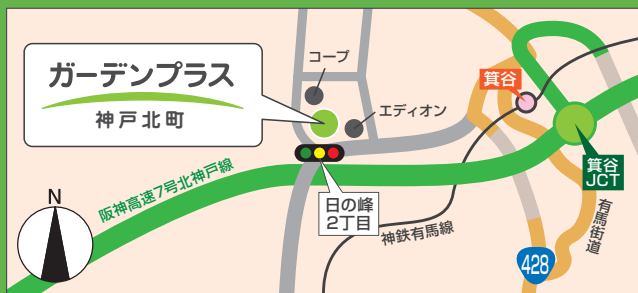 ガーデンプラス
神戸北町
コープ
エディオン
箕谷
箕谷
JCT
阪神高速7号北神戸線
日の峰
2丁目
神鉄有馬線
有馬街道
428
N